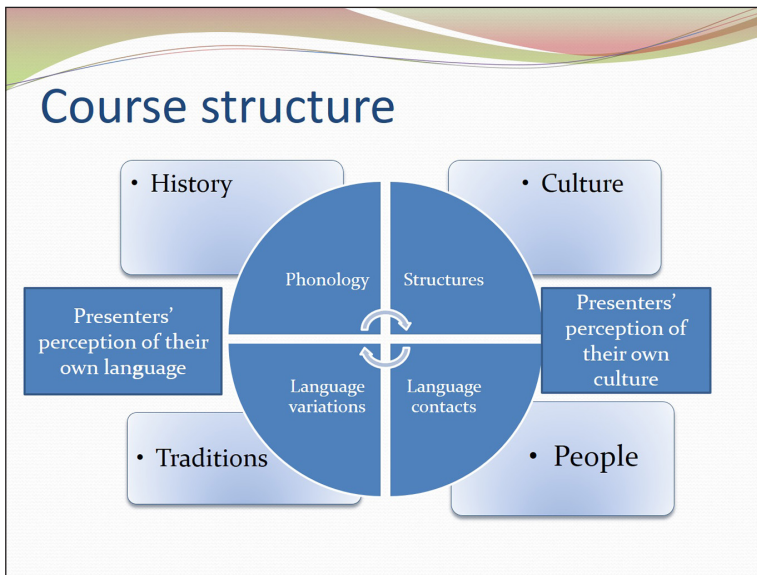 Course structure
• History
• Culture
Phonology
Structures
Presenters’
perception of their
own language
Presenters’
perception of
their own
culture
Language
variations
Language
contacts
• Traditions
• People